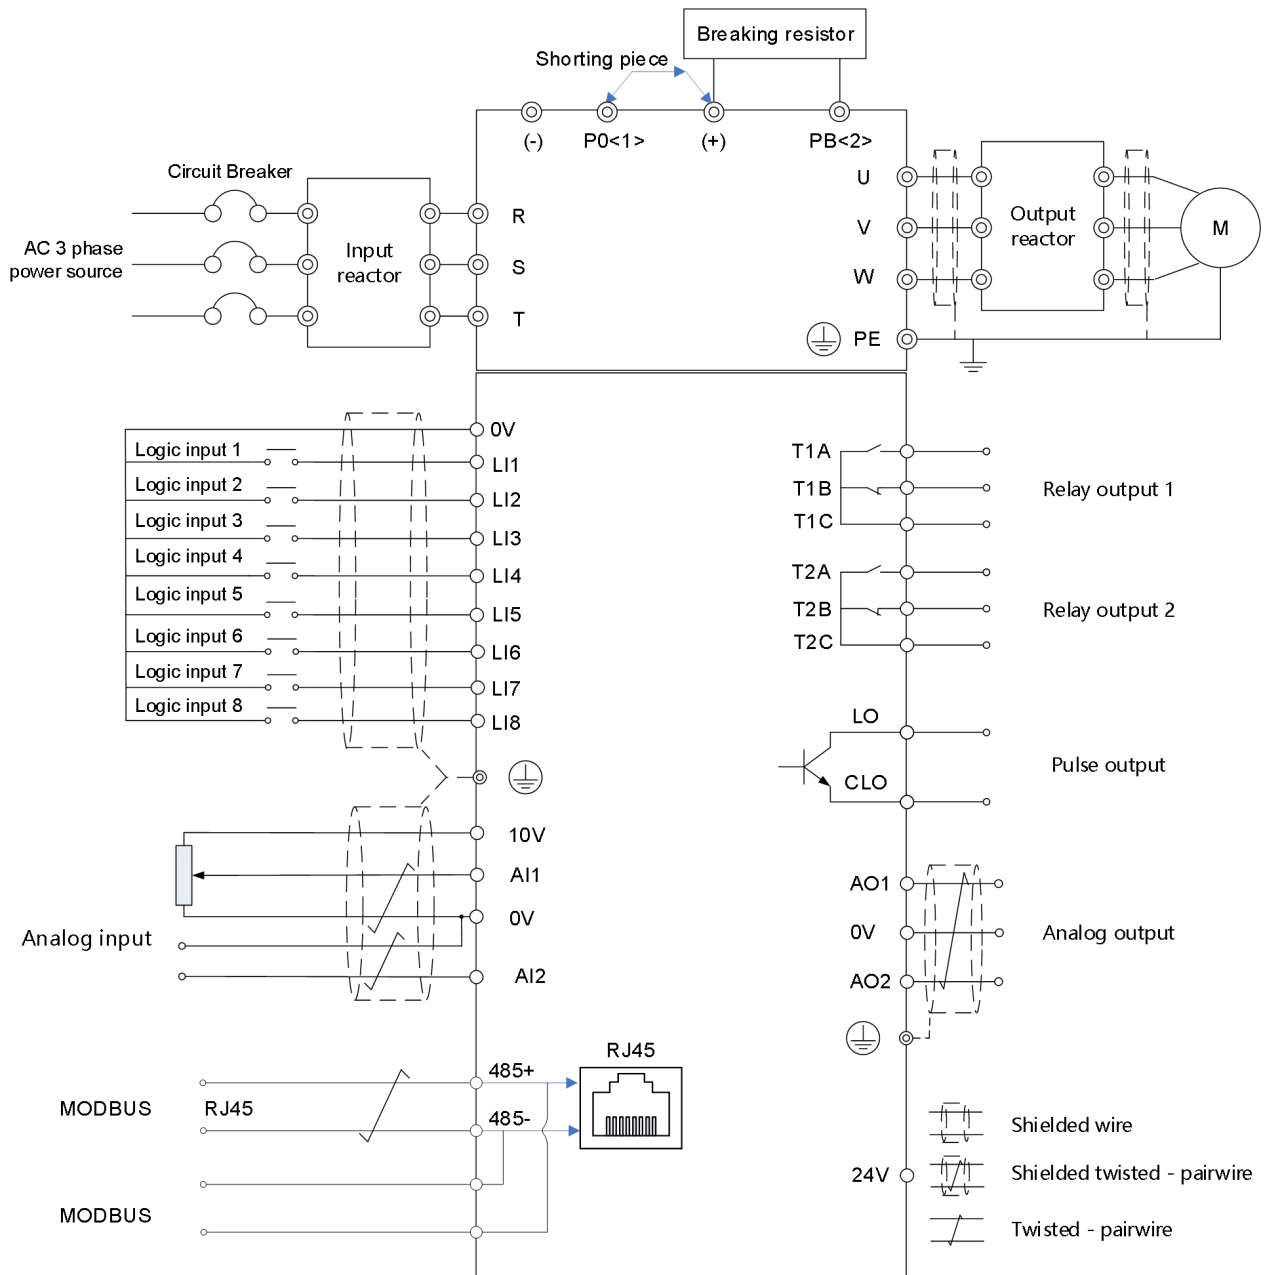 Breaking resistor
Shorting piece
(-)
P0<1>
(+)
PB<2>
Circuit Breaker
AC 3 phase
power source
Input
reactor
R
S
T
U
V
W
PE
Output
reactor
M
0V
Logic input 1
LI1
Logic input 2
LI2
Logic input 3
LI3
Logic input 4
LI4
Logic input 5
LI5
Logic input 6
LI6
Logic input 7
LI7
Logic input 8
LI8
T1A
T1B
T1C
Relay output 1
T2A
T2B
T2C
Relay output 2
LO
CLO
Pulse output
10V
AI1
0V
Analog input
AI2
AO1
0V
AO2
Analog output
RJ45
485+
MODBUS
RJ45
485-
MODBUS
24V
Shielded wire
Shielded twisted - pairwire
Twisted - pairwire